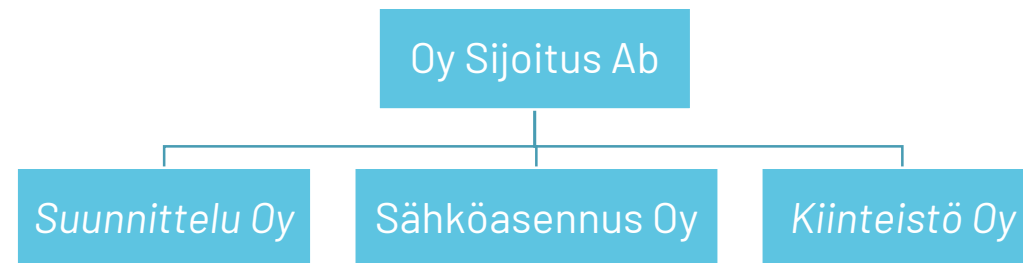 Oy Sijoitus Ab
Suunnittelu Oy
Sähköasennus Oy
Kiinteistö Oy